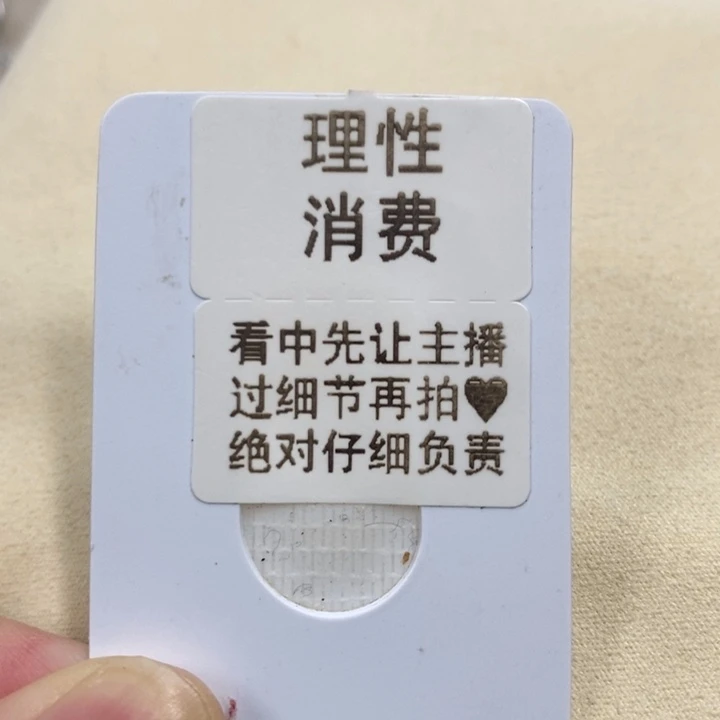 理性
消费
看中先让主播
过细节再拍♥
绝对仔细负责